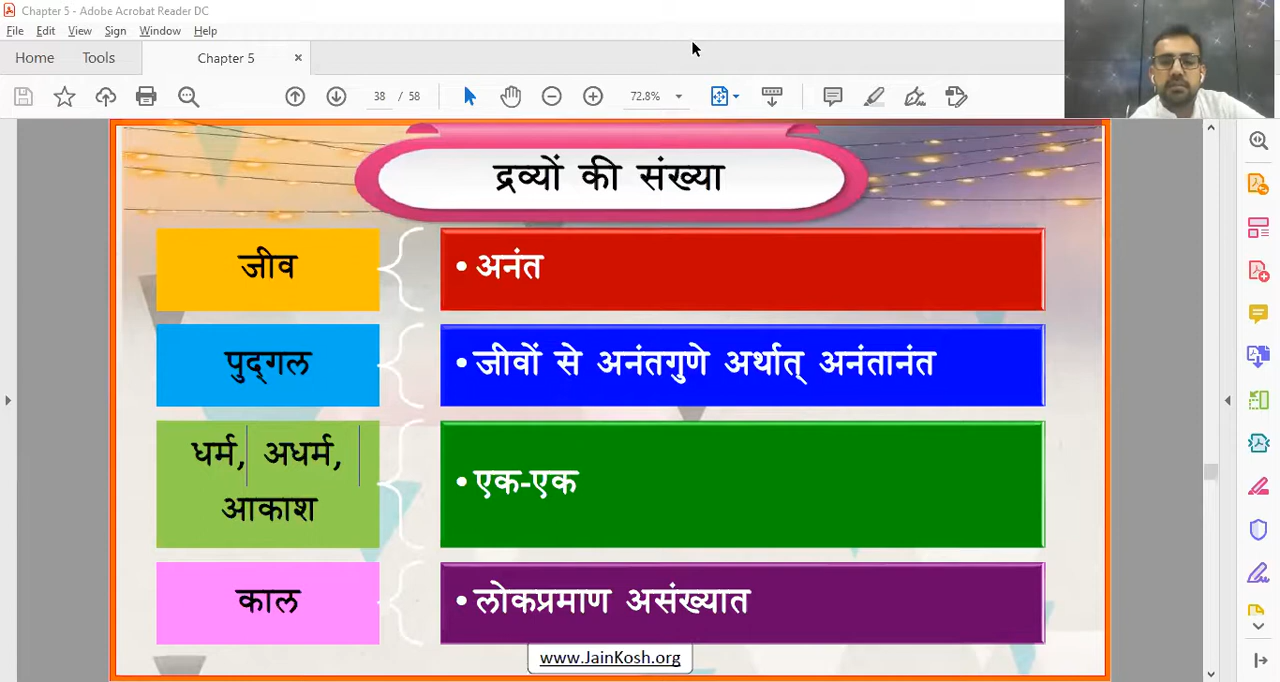 Chapter 5 - Adobe Acrobat Reader DC
File Edit View Sign Window Help
Home Tools Chapter 5 ×
38 / 58 72.8%
द्रव्यों की संख्या
जीव
• अनंत
पुद्‌गल
• जीवों से अनंतगुणे अर्थात् अनंतानंत
धर्म, अधर्म,
आकाश
• एक-एक
काल
• लोकप्रमाण असंख्यात
www.JainKosh.org